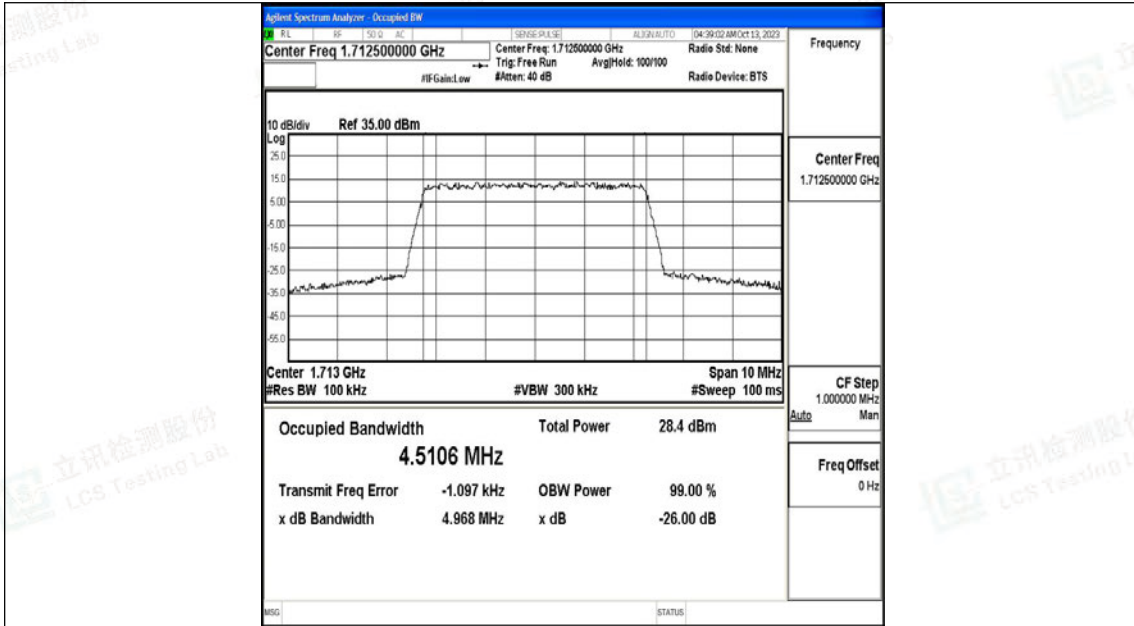 Agilent Spectrum Analyzer - Occupied BW
RL RF 50 Ω AC SENSE:PULSE ALIGNAUTO 04:39:02 AM Oct 13, 2023
Center Freq 1.712500000 GHz
Center Freq: 1.712500000 GHz
Radio Std: None
Trig: Free Run Avg|Hold: 100/100
#IFGain:Low
#Atten: 40 dB
Radio Device: BTS
Frequency
10 dB/div Ref 35.00 dBm
Log
25.0
15.0
5.00
-5.00
-15.0
-25.0
-35.0
-45.0
-55.0
Center 1.713 GHz Span 10 MHz
#Res BW 100 kHz #VBW 300 kHz #Sweep 100 ms
Occupied Bandwidth Total Power 28.4 dBm
4.5106 MHz
Transmit Freq Error -1.097 kHz OBW Power 99.00 %
x dB Bandwidth 4.968 MHz x dB -26.00 dB
Center Freq
1.712500000 GHz
CF Step
1.000000 MHz
Auto Man
Freq Offset
0 Hz
MSG STATUS
立讯检测股份
LCS Testing Lab
立讯检测股份
LCS Testing